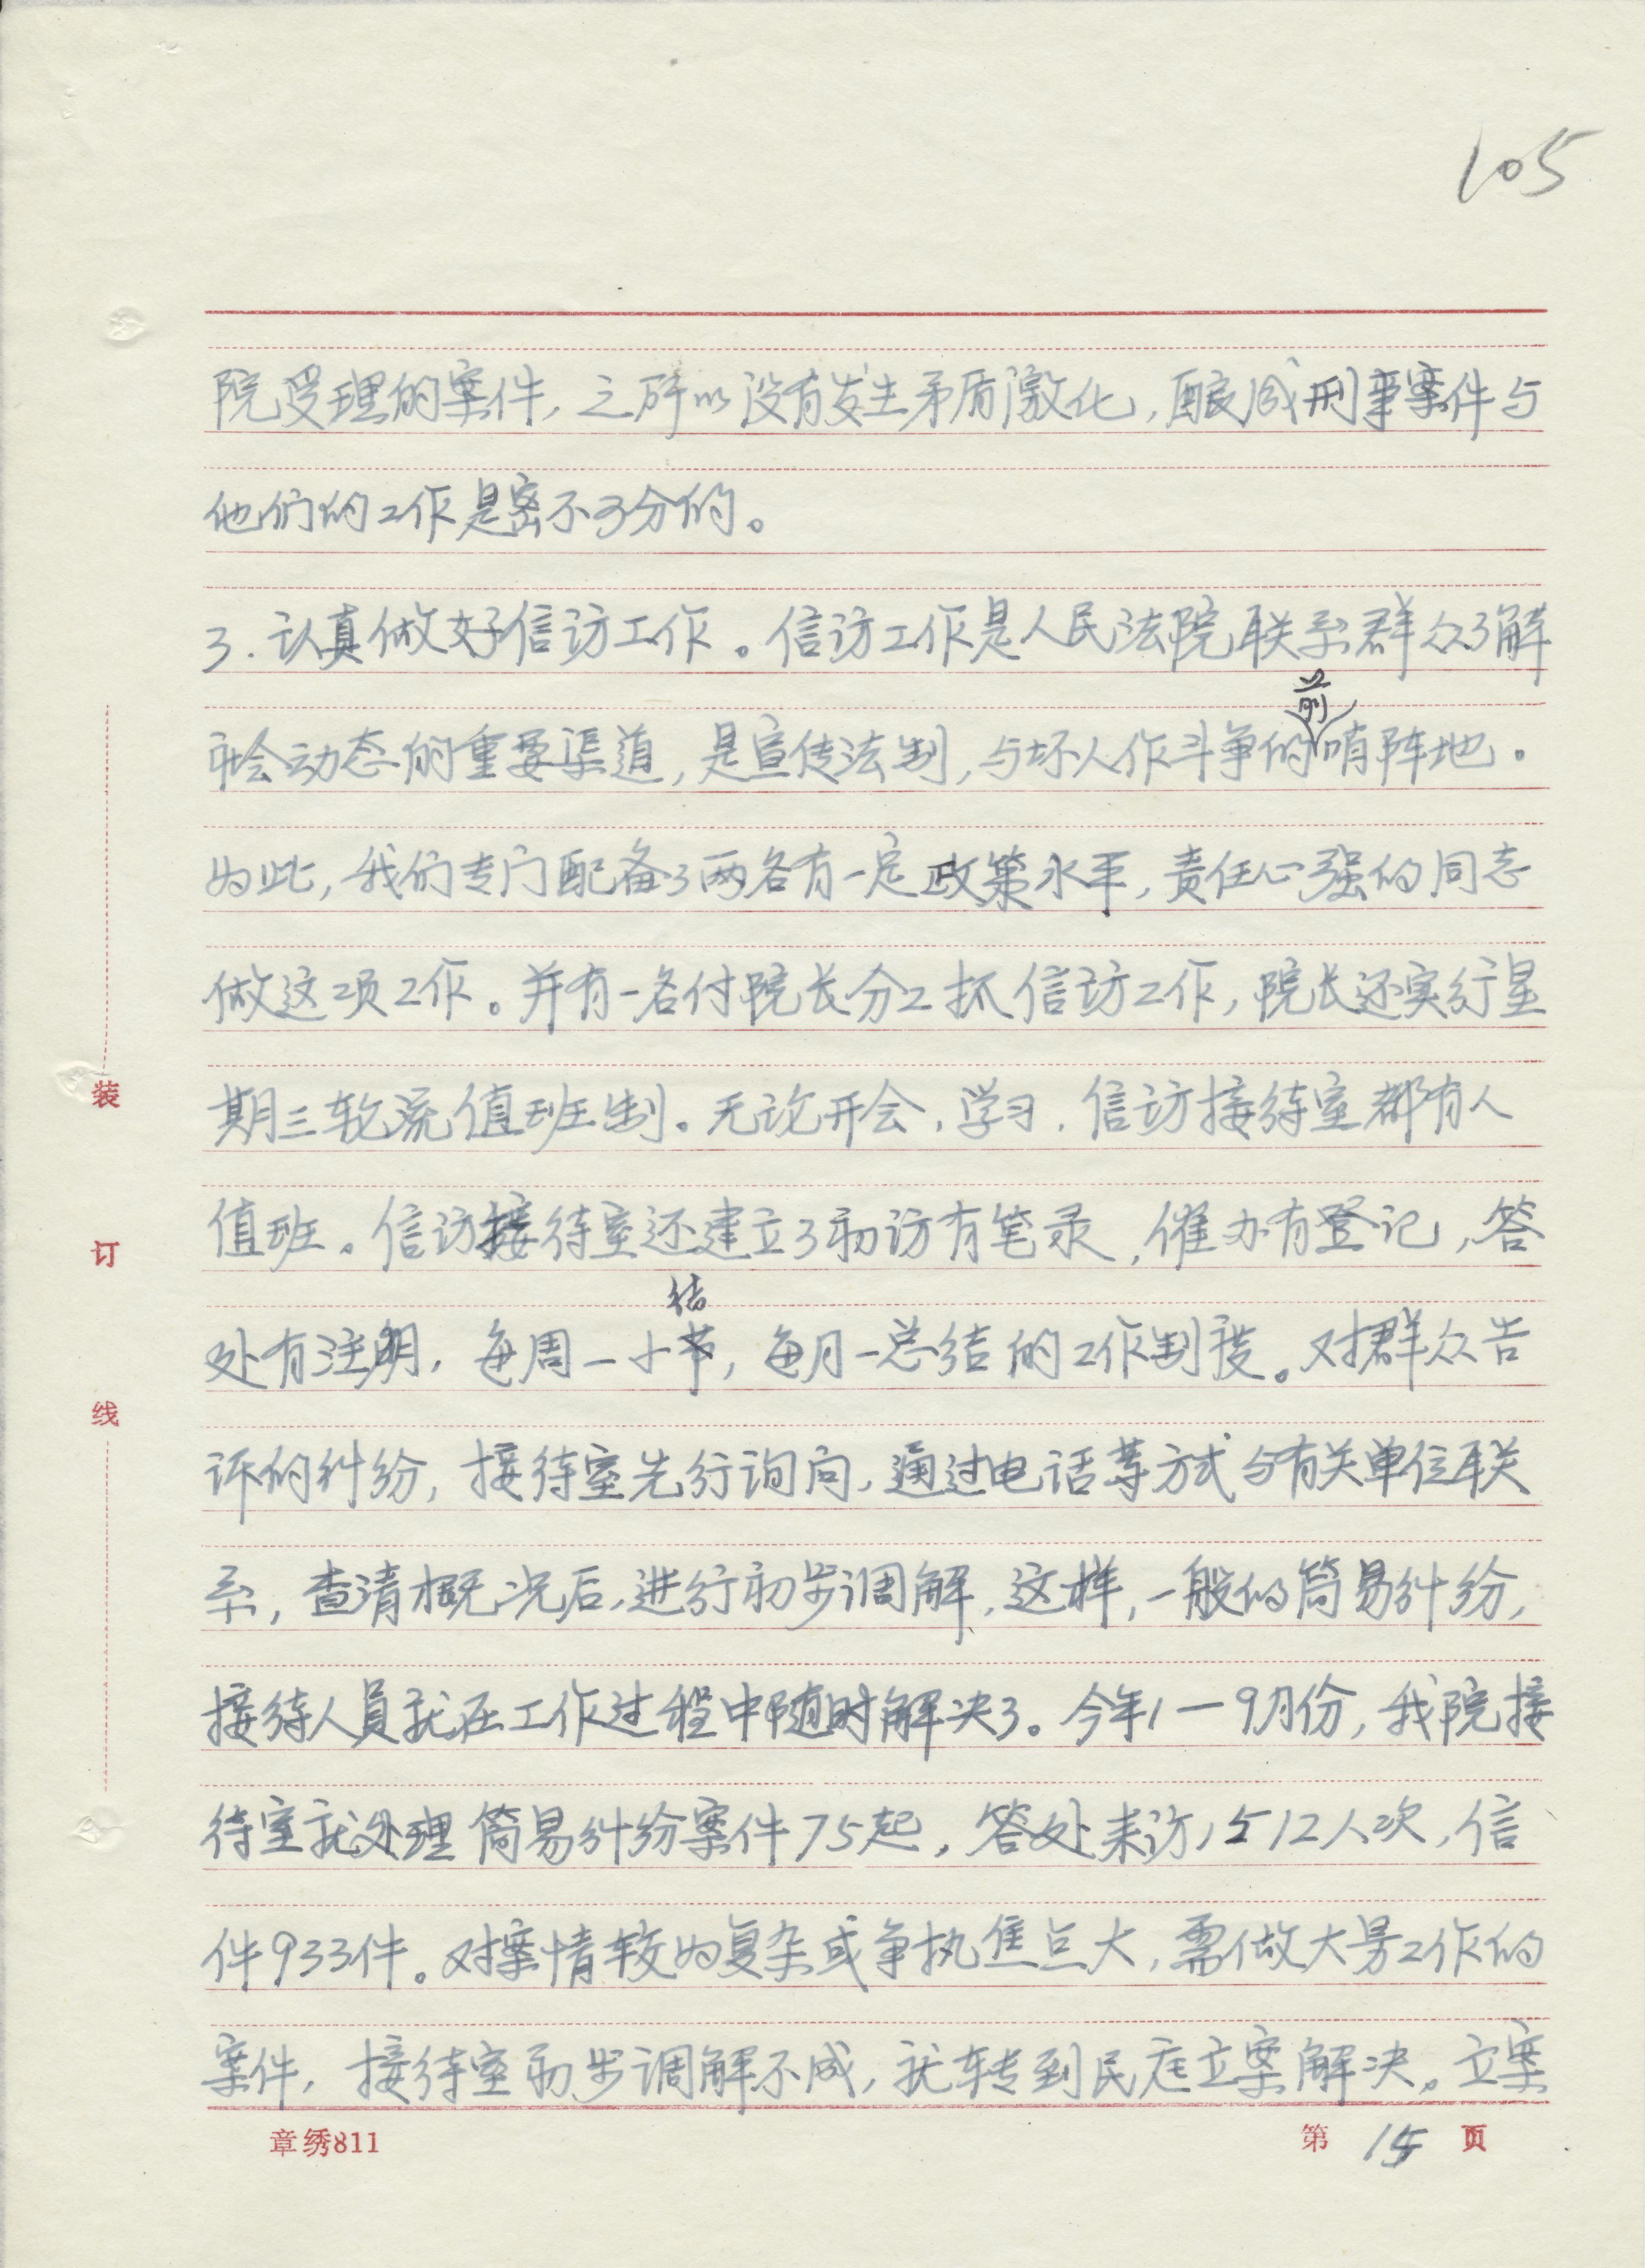 105
院受理的案件，之所以没有发生矛盾激化，酿成刑事案件与
他们的工作是密不可分的。
3.认真做好信访工作。信访工作是人民法院联系群众了解
社会动态的重要渠道，是宣传法制，与坏人作斗争的前哨阵地。
为此，我们专门配备了两名有一定政策水平，责任心强的同志
做这项工作。并有一名付院长分工抓信访工作，院长还实行星
期三轮流值班制。无论开会，学习，信访接待室都有人
值班。信访接待室还建立了初访有笔录，催办有登记，答
处有注明，每周一小结，每月一总结的工作制度。对群众告
诉的纠纷，接待室先行询问，通过电话等方式与有关单位联
系，查清概况后，进行初步调解，这样，一般的简易纠纷，
接待人员就在工作过程中随时解决了。今年1—9月份，我院接
待室就处理简易纠纷案件75起，答处来访1512人次，信
件933件。对案情较为复杂或争执焦点大，需做大量工作的
案件，接待室初步调解不成，就转到民庭立案解决。立案
装
订
线
章绣811
第 15 页